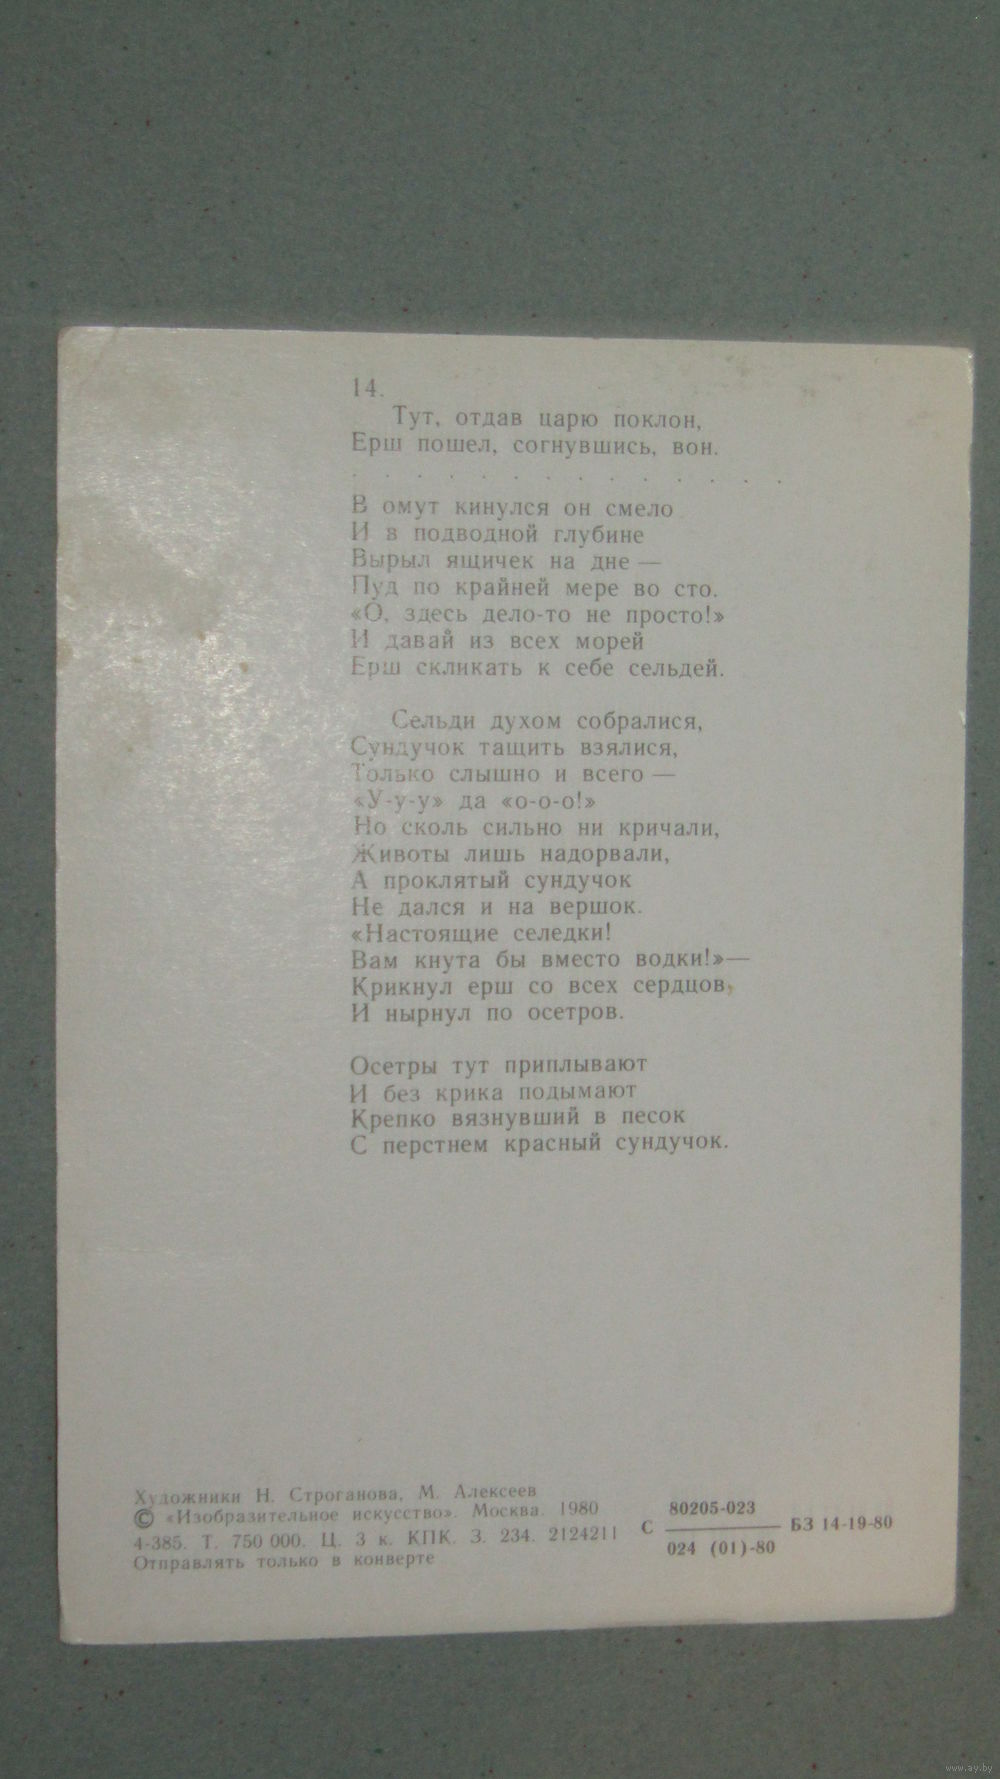 14.
Тут, отдав царю поклон,
Ерш пошел, согнувшись, вон.
. . . . . . . . . . . . . .
В омут кинулся он смело
И в подводной глубине
Вырыл ящичек на дне —
Пуд по крайней мере во сто.
«О, здесь дело-то не просто!»
И давай из всех морей
Ерш скликать к себе сельдей.
Сельди духом собралися,
Сундучок тащить взялися,
Только слышно и всего —
«У-у-у» да «о-о-о!»
Но сколь сильно ни кричали,
Животы лишь надорвали,
А проклятый сундучок
Не дался и на вершок.
«Настоящие селедки!
Вам кнута бы вместо водки!»—
Крикнул ерш со всех сердцов,
И нырнул по осетров.
Осетры тут приплывают
И без крика подымают
Крепко вязнувший в песок
С перстнем красный сундучок.
Художники Н. Строганова, М. Алексеев
© «Изобразительное искусство». Москва. 1980
4-385. Т. 750 000. Ц. 3 к. КПК. З. 234. 2124211
Отправлять только в конверте
80205-023
С БЗ 14-19-80
024 (01)-80
www.ay.by